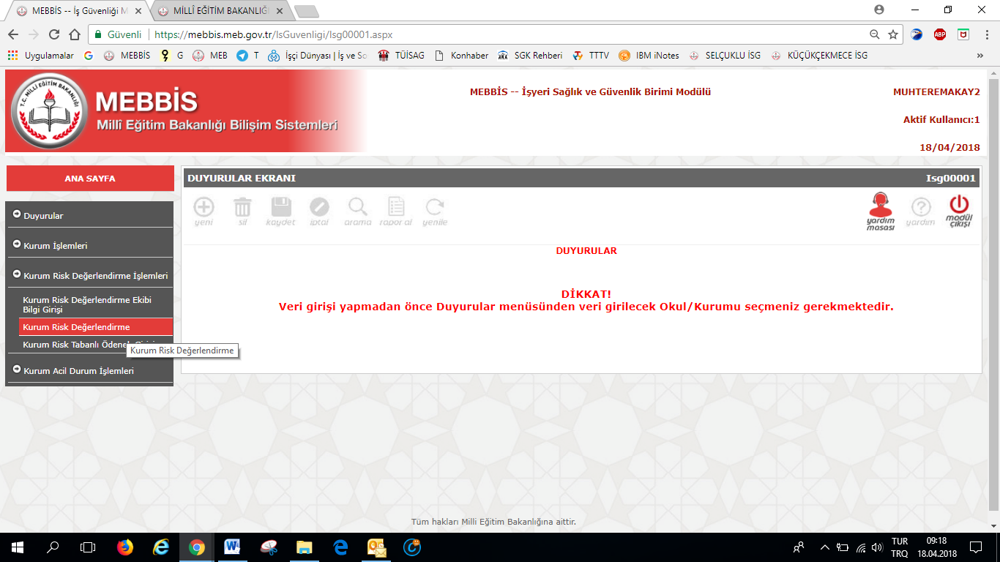 MEBBİS -- İş Güvenliği M
MİLLÎ EĞİTİM BAKANLIĞI
Güvenli
https://mebbis.meb.gov.tr/IsGuvenligi/Isg00001.aspx
Uygulamalar
MEBBİS
G
MEB
T
İşçi Dünyası | İş ve So
TÜİSAG
Konhaber
SGK Rehberi
TTTV
IBM iNotes
SELÇUKLU İSG
KÜÇÜKÇEKMECE İSG
»
T.C. MİLLÎ EĞİTİM BAKANLIĞI
MEBBİS
Millî Eğitim Bakanlığı Bilişim Sistemleri
MEBBİS -- İşyeri Sağlık ve Güvenlik Birimi Modülü
MUHTEREMAKAY2
Aktif Kullanıcı:1
18/04/2018
ANA SAYFA
Duyurular
Kurum İşlemleri
Kurum Risk Değerlendirme İşlemleri
Kurum Risk Değerlendirme Ekibi
Bilgi Girişi
Kurum Risk Değerlendirme
Kurum Risk Tabanlı Ödenek
Kurum Risk Değerlendirme
Kurum Acil Durum İşlemleri
DUYURULAR EKRANI
Isg00001
yeni
sil
kaydet
iptal
arama
rapor al
yenile
yardım
masası
yardım
modül
çıkışı
DUYURULAR
DİKKAT!
Veri girişi yapmadan önce Duyurular menüsünden veri girilecek Okul/Kurumu seçmeniz gerekmektedir.
Tüm hakları Milli Eğitim Bakanlığına aittir.
TUR
TRQ
09:18
18.04.2018